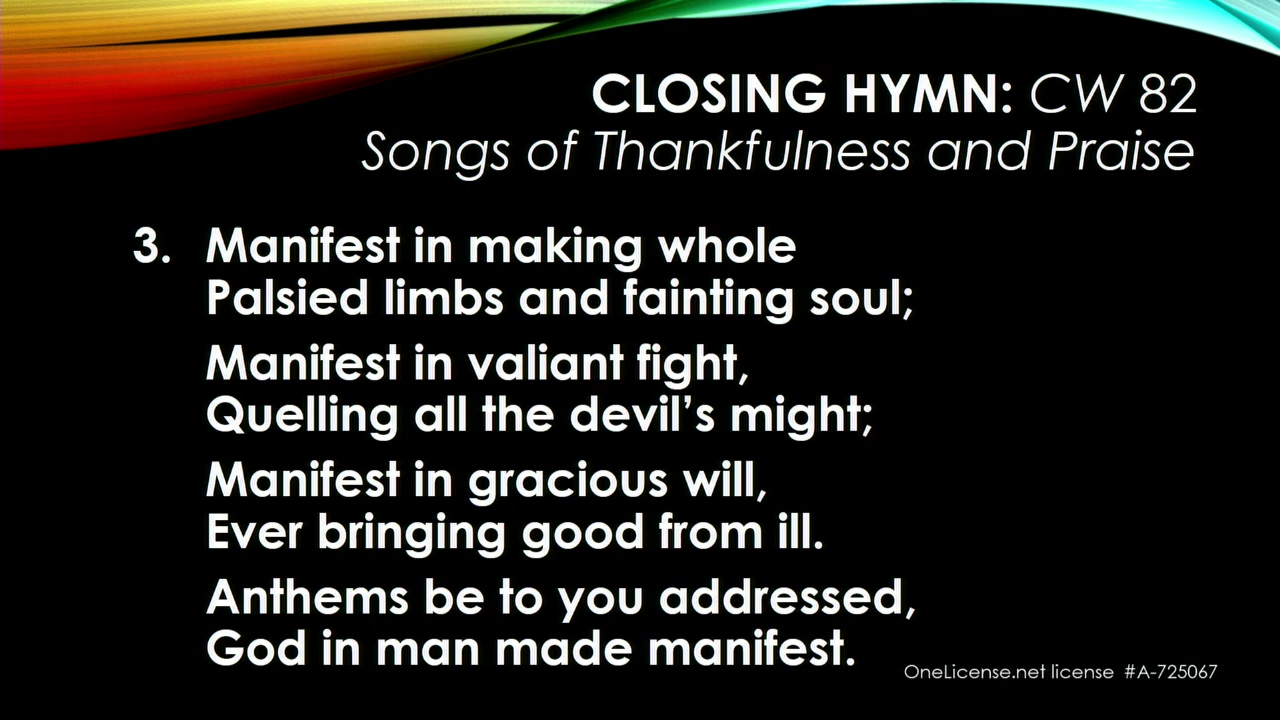 CLOSING HYMN: CW 82
Songs of Thankfulness and Praise
3. Manifest in making whole
Palsied limbs and fainting soul;
Manifest in valiant fight,
Quelling all the devil’s might;
Manifest in gracious will,
Ever bringing good from ill.
Anthems be to you addressed,
God in man made manifest.
OneLicense.net license #A-725067